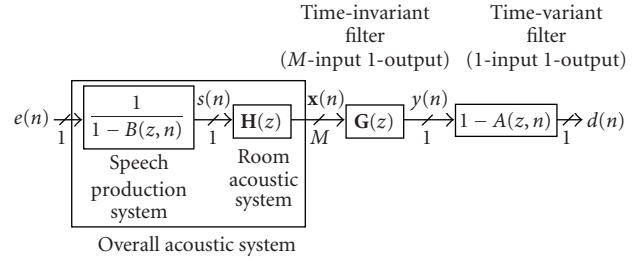 Time-invariant
filter
(M-input 1-output)
Time-variant
filter
(1-input 1-output)
e(n)
1
1
1 − B(z, n)
s(n)
1
H(z)
x(n)
M
G(z)
y(n)
1
1 − A(z, n)
1
d(n)
Speech
production
system
Room
acoustic
system
Overall acoustic system